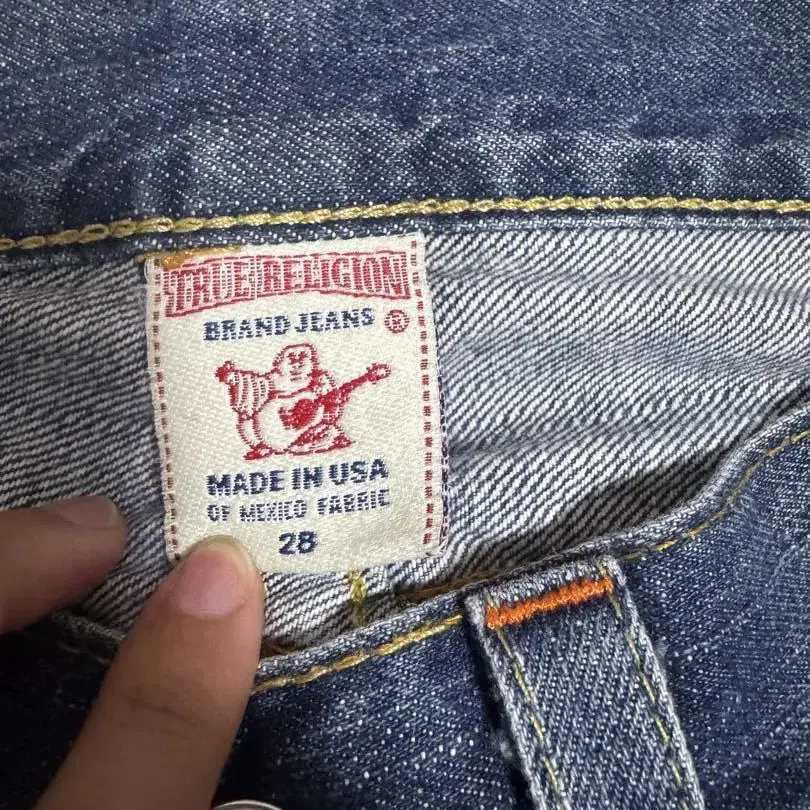 TRUE RELIGION
BRAND JEANS ®
MADE IN USA
OF MEXICO FABRIC
28